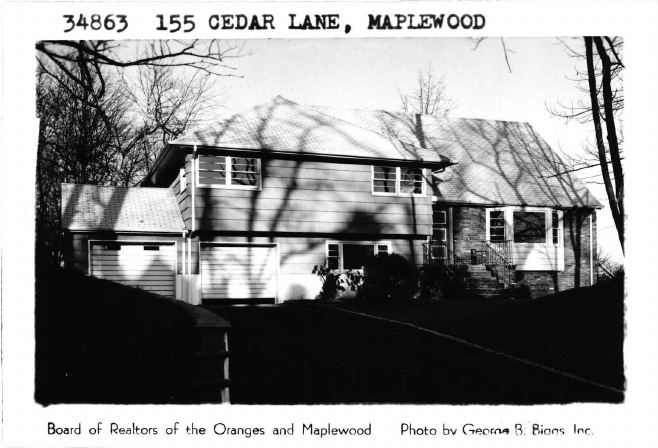 34863 155 CEDAR LANE, MAPLEWOOD
Board of Realtors of the Oranges and Maplewood Photo by George B. Biggs, Inc.